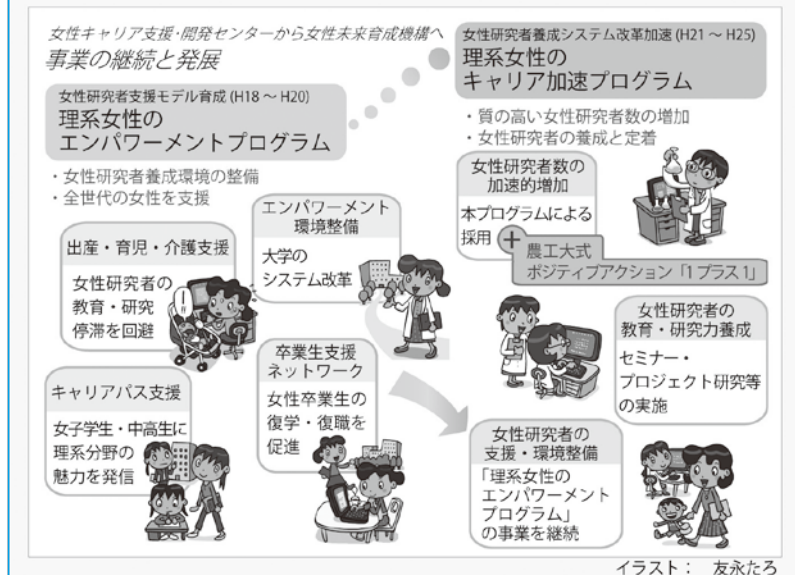 女性キャリア支援・開発センターから女性未来育成機構へ
事業の継続と発展
女性研究者支援モデル育成 (H18 ~ H20)
理系女性の
エンパワーメントプログラム
・女性研究者養成環境の整備
・全世代の女性を支援
出産・育児・介護支援
女性研究者の
教育・研究
停滞を回避
エンパワーメント
環境整備
大学の
システム改革
キャリアパス支援
女子学生・中高生に
理系分野の
魅力を発信
卒業生支援
ネットワーク
女性卒業生の
復学・復職を
促進
女性研究者養成システム改革加速 (H21 ~ H25)
理系女性の
キャリア加速プログラム
・質の高い女性研究者数の増加
・女性研究者の養成と定着
女性研究者数の
加速的増加
本プログラムによる
採用
+
農工大式
ポジティブアクション「1プラス1」
女性研究者の
教育・研究力養成
セミナー・
プロジェクト研究等
の実施
女性研究者の
支援・環境整備
「理系女性の
エンパワーメント
プログラム」
の事業を継続
イラスト： 友永たろ